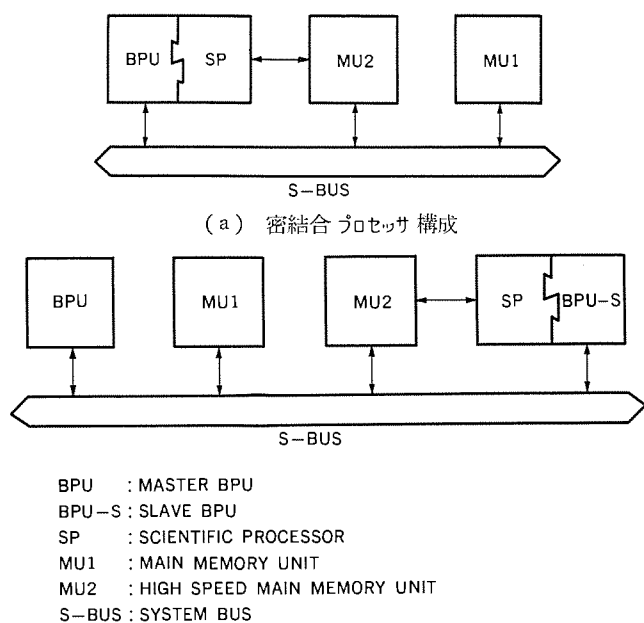 BPU SP MU2 MU1
S-BUS
(a) 密結合プロセッサ構成
BPU MU1 MU2 SP BPU-S
S-BUS
BPU : MASTER BPU
BPU-S : SLAVE BPU
SP : SCIENTIFIC PROCESSOR
MU1 : MAIN MEMORY UNIT
MU2 : HIGH SPEED MAIN MEMORY UNIT
S-BUS : SYSTEM BUS